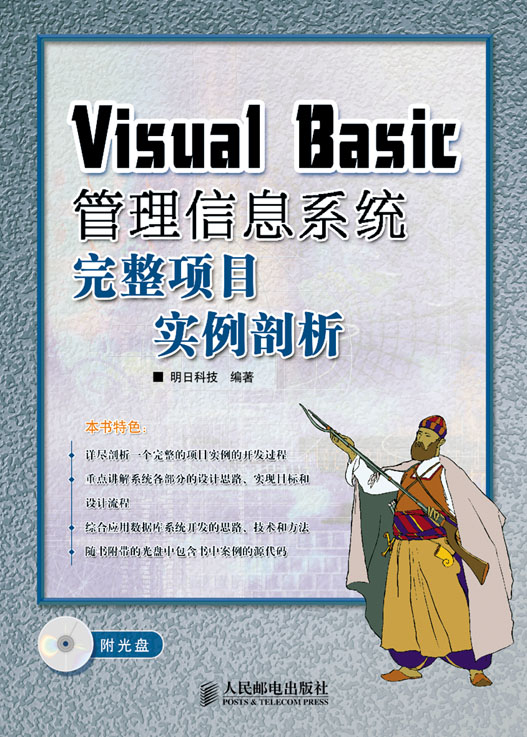 Visual Basic
管理信息系统
完整项目
实例剖析
■ 明日科技 编著
本书特色:
详尽剖析一个完整的项目实例的开发过程
重点讲解系统各部分的设计思路、实现目标和
设计流程
综合应用数据库系统开发的思路、技术和方法
随书附带的光盘中包含书中案例的源代码
附光盘
人民邮电出版社
POSTS & TELECOM PRESS